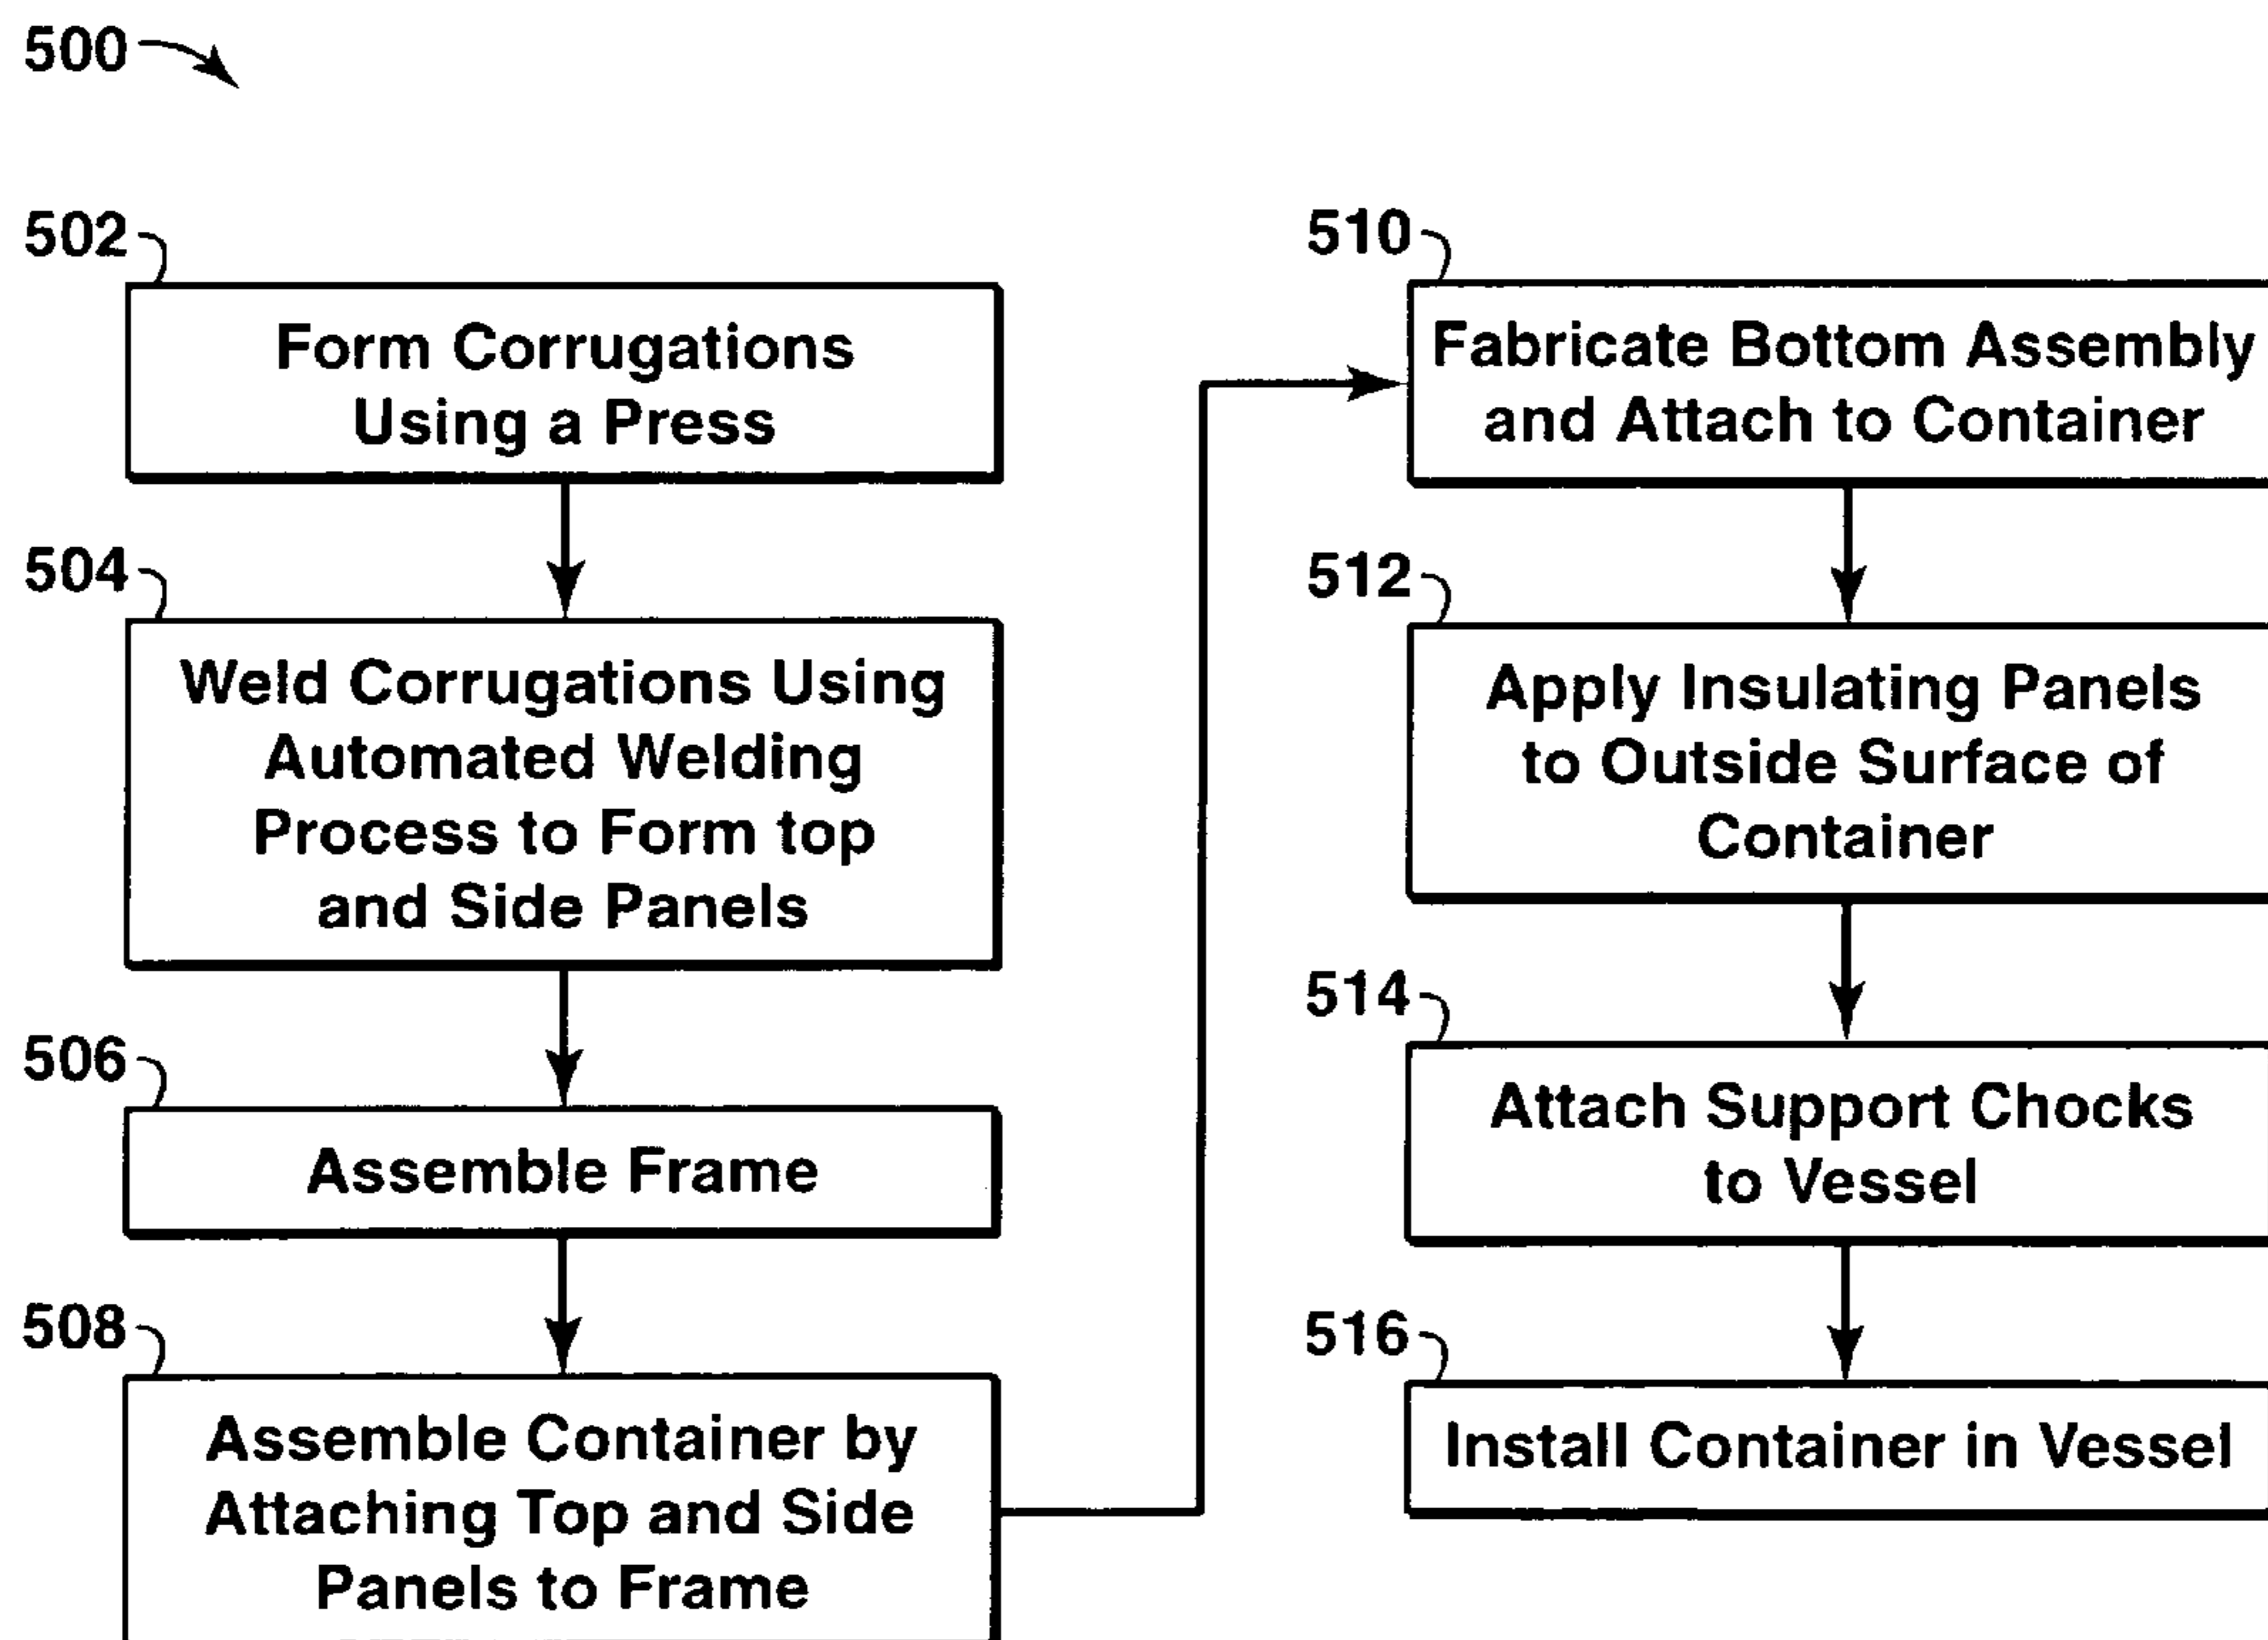 500
502
Form Corrugations
Using a Press
504
Weld Corrugations Using
Automated Welding
Process to Form top
and Side Panels
506
Assemble Frame
508
Assemble Container by
Attaching Top and Side
Panels to Frame
510
Fabricate Bottom Assembly
and Attach to Container
512
Apply Insulating Panels
to Outside Surface of
Container
514
Attach Support Chocks
to Vessel
516
Install Container in Vessel